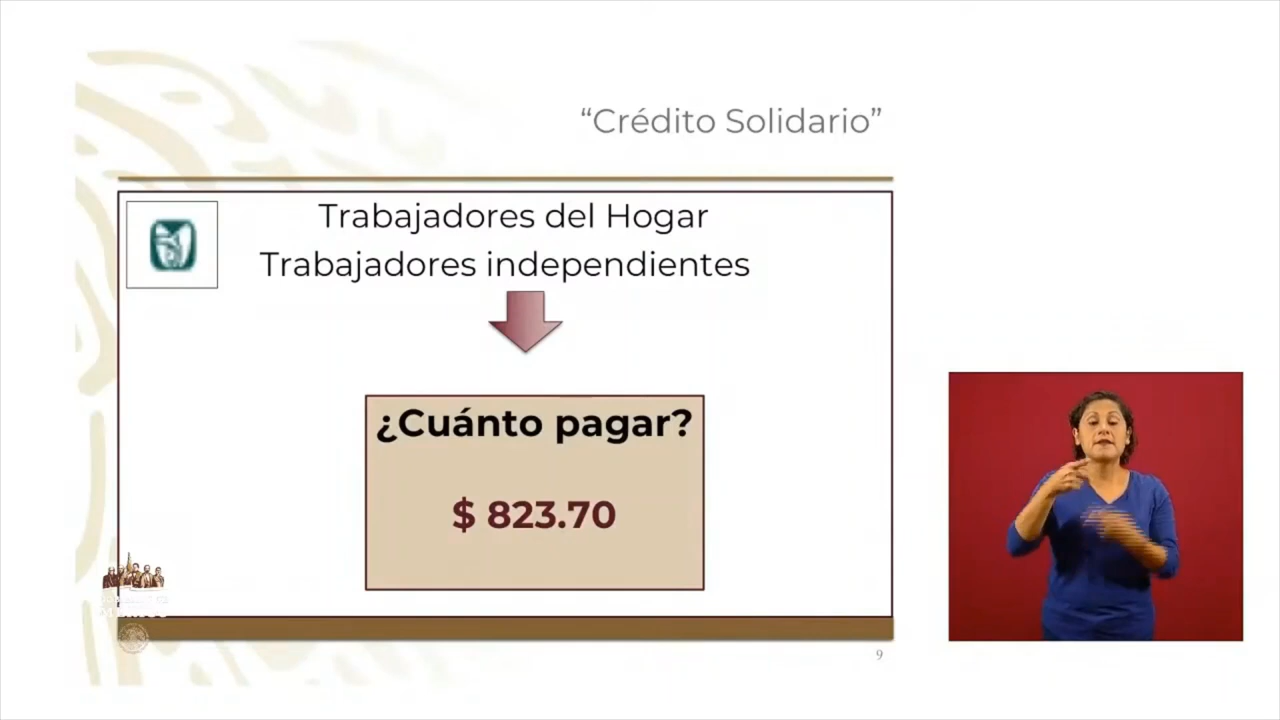 “Crédito Solidario”
Trabajadores del Hogar
Trabajadores independientes
¿Cuánto pagar?
$ 823.70
9